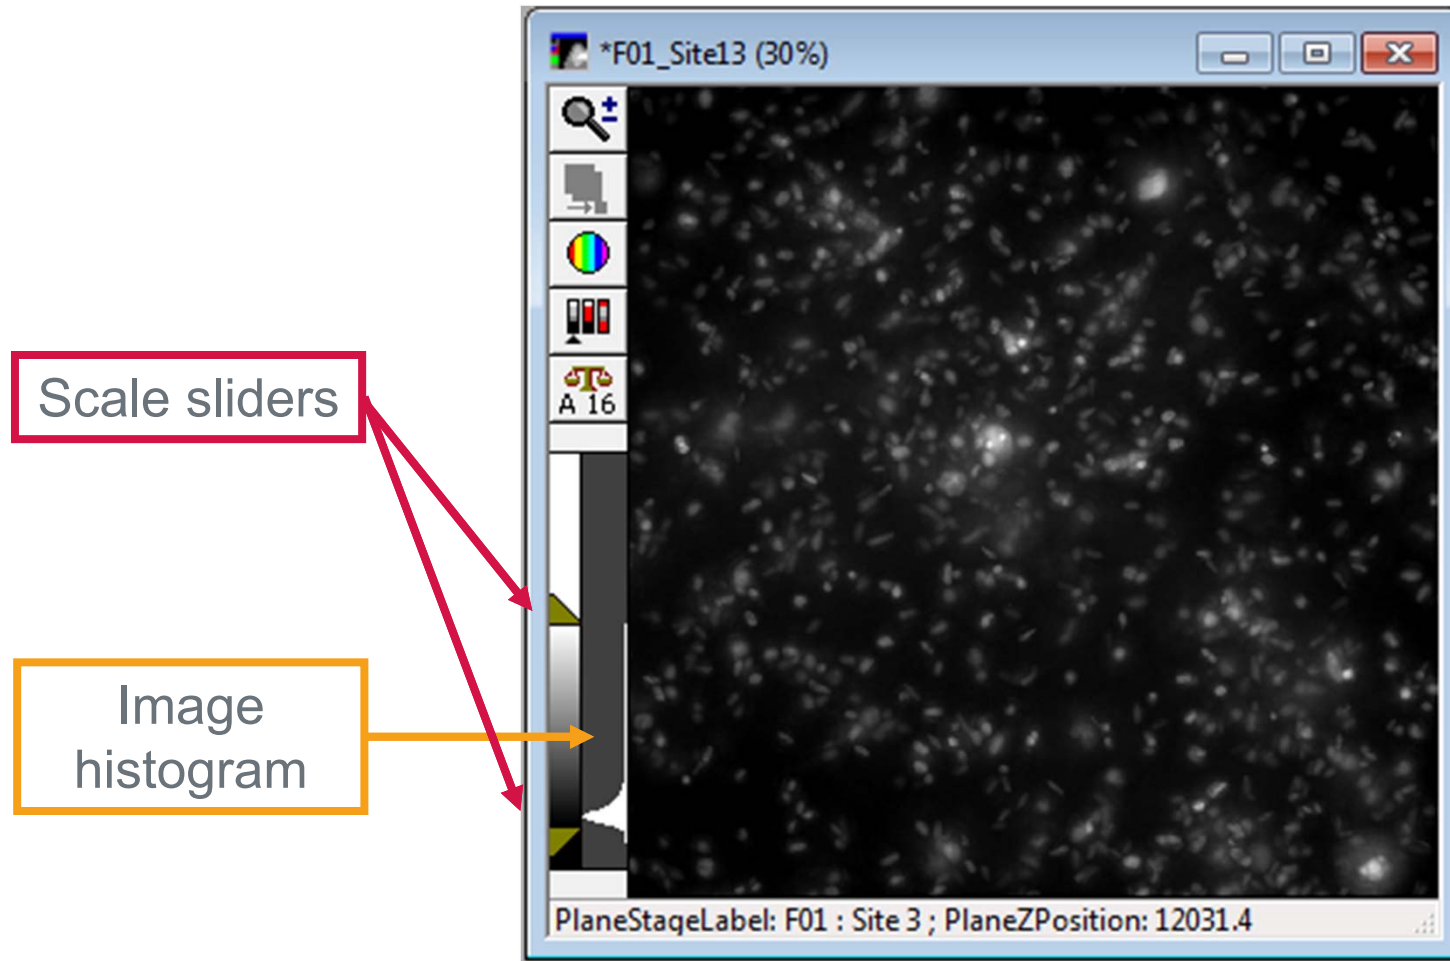 *F01_Site13 (30%)
A 16
Scale sliders
Image
histogram
PlaneStageLabel: F01 : Site 3 ; PlaneZPosition: 12031.4